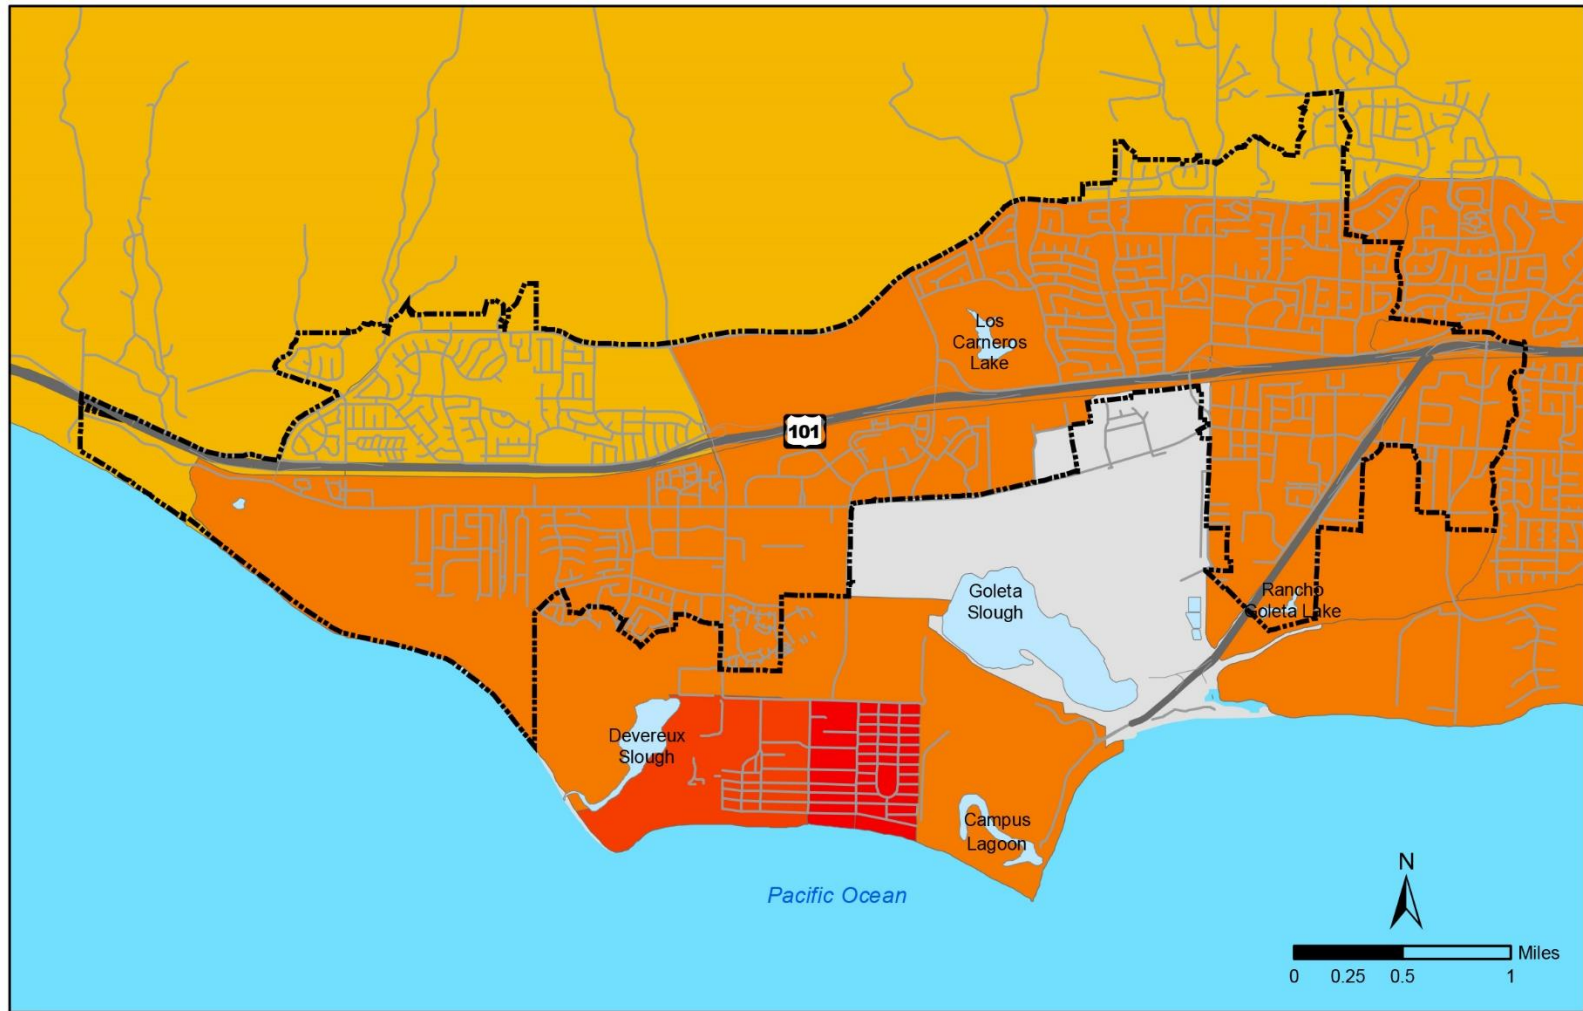 Los
Carneros
Lake
101
Goleta
Slough
Rancho
Goleta Lake
Devereux
Slough
Campus
Lagoon
Pacific Ocean
N
Miles
0 0.25 0.5 1